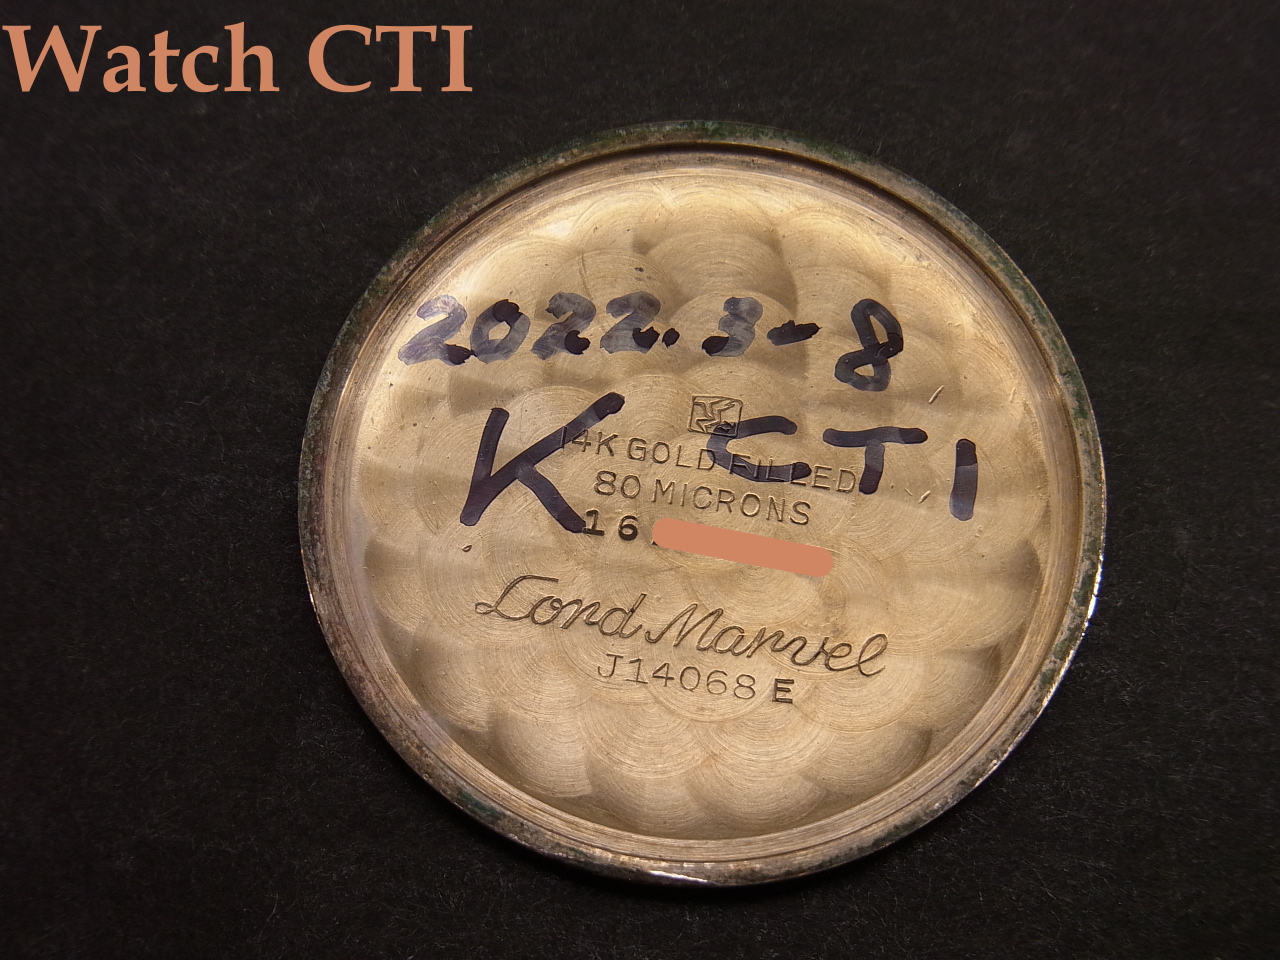 Watch CTI
2022.3-8
K CTI
14K GOLD FILLED
80 MICRONS
16
Lord Marvel
J14068 E